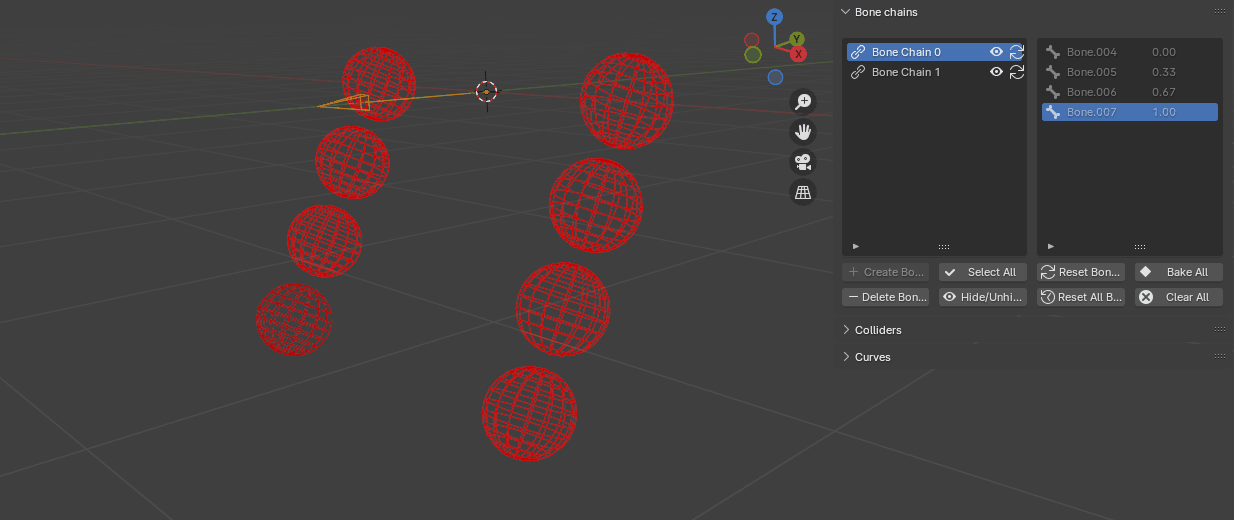 Bone chains
Bone Chain 0
Bone Chain 1
Bone.004 0.00
Bone.005 0.33
Bone.006 0.67
Bone.007 1.00
Create Bo... Select All Reset Bon... Bake All
Delete Bon... Hide/Unhi... Reset All B... Clear All
Colliders
Curves
Z
Y
X